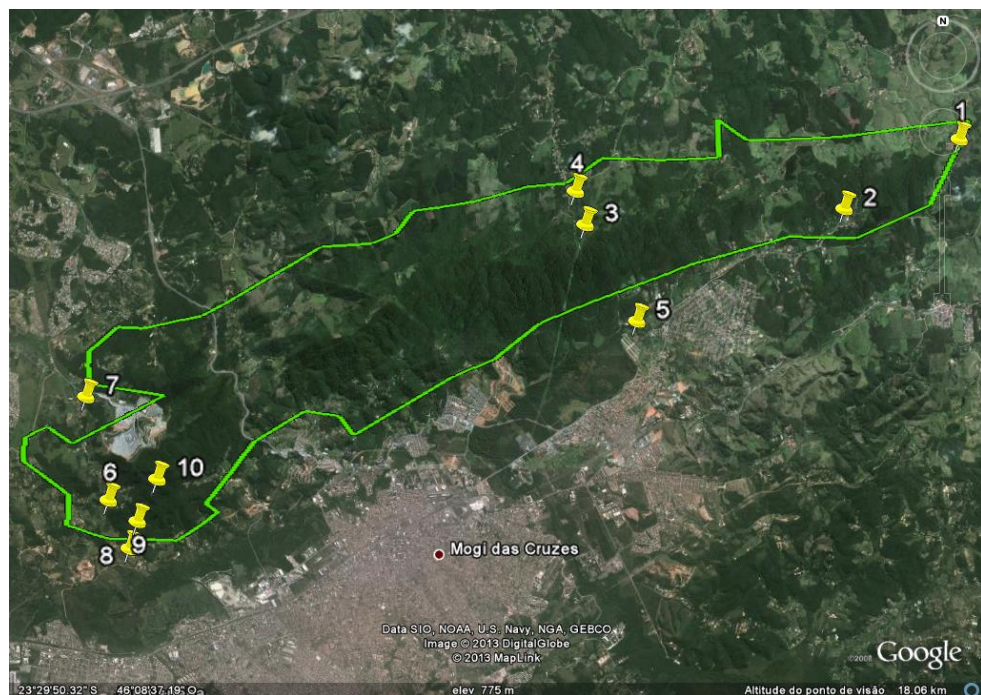 N
1
4
2
3
5
7
6
10
8
9
Mogi das Cruzes
Data SIO, NOAA, U.S. Navy, NGA, GEBCO
Image © 2013 DigitalGlobe
© 2013 MapLink
©2008 Google
23°29'50.32" S 46°08'37.19" O elev 775 m Altitude do ponto de visão 18.06 km